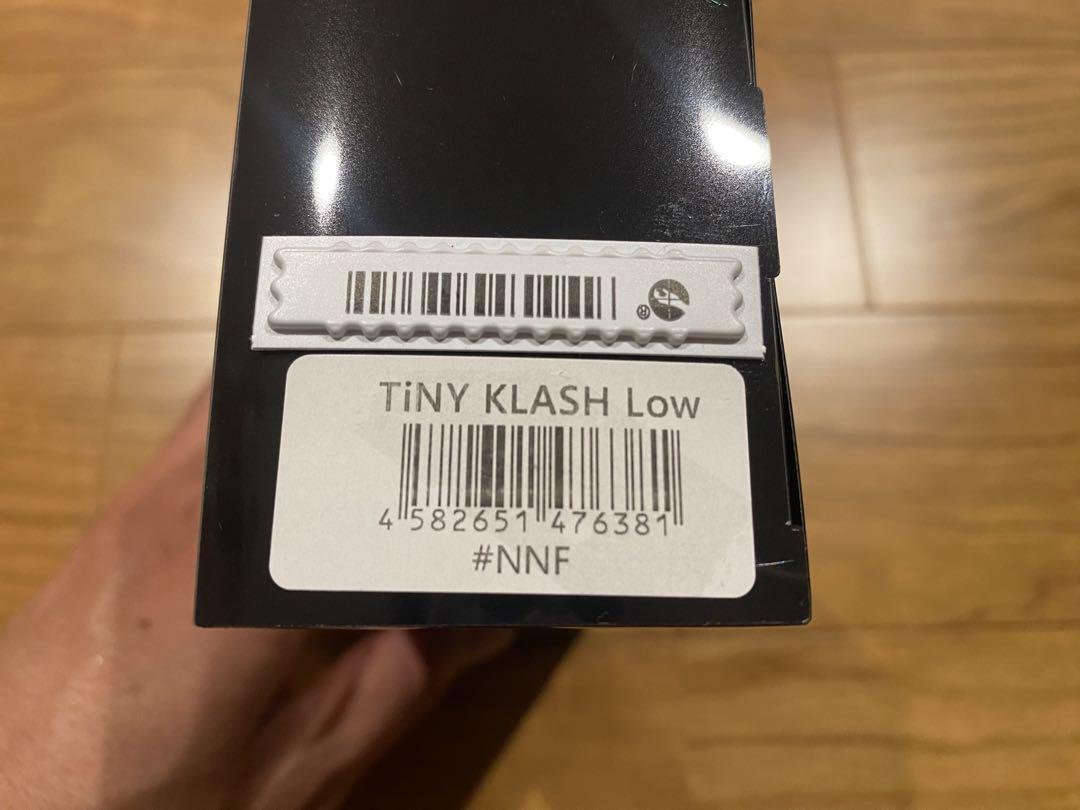 ®
TiNY KLASH Low
4 582651 476381
#NNF